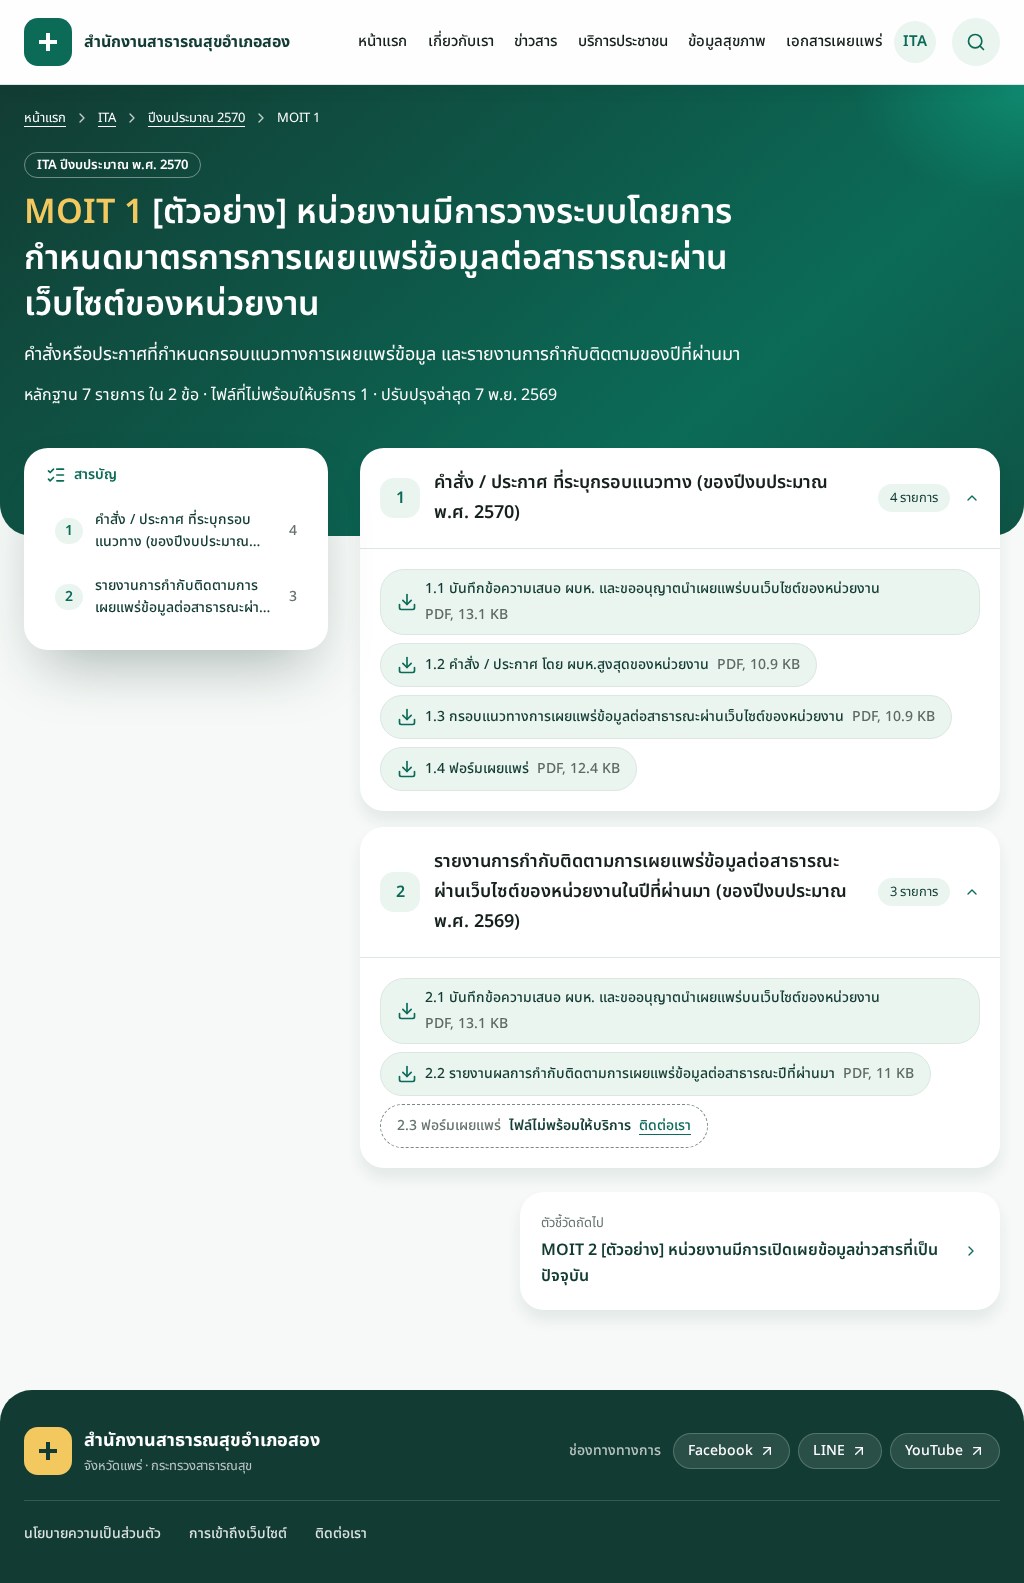 สำนักงานสาธารณสุขอำเภอสอง
หน้าแรก เกี่ยวกับเรา ข่าวสาร บริการประชาชน ข้อมูลสุขภาพ เอกสารเผยแพร่ ITA
หน้าแรก ITA ปีงบประมาณ 2570 MOIT 1
ITA ปีงบประมาณ พ.ศ. 2570
MOIT 1 [ตัวอย่าง] หน่วยงานมีการวางระบบโดยการ
กำหนดมาตรการการเผยแพร่ข้อมูลต่อสาธารณะผ่าน
เว็บไซต์ของหน่วยงาน
คำสั่งหรือประกาศที่กำหนดกรอบแนวทางการเผยแพร่ข้อมูล และรายงานการกำกับติดตามของปีที่ผ่านมา
หลักฐาน 7 รายการ ใน 2 ข้อ · ไฟล์ที่ไม่พร้อมให้บริการ 1 · ปรับปรุงล่าสุด 7 พ.ย. 2569
สารบัญ
1 คำสั่ง / ประกาศ ที่ระบุกรอบ
แนวทาง (ของปีงบประมาณ... 4
2 รายงานการกำกับติดตามการ
เผยแพร่ข้อมูลต่อสาธารณะผ่า... 3
1 คำสั่ง / ประกาศ ที่ระบุกรอบแนวทาง (ของปีงบประมาณ
พ.ศ. 2570) 4 รายการ
1.1 บันทึกข้อความเสนอ ผบห. และขออนุญาตนำเผยแพร่บนเว็บไซต์ของหน่วยงาน
PDF, 13.1 KB
1.2 คำสั่ง / ประกาศ โดย ผบห.สูงสุดของหน่วยงาน PDF, 10.9 KB
1.3 กรอบแนวทางการเผยแพร่ข้อมูลต่อสาธารณะผ่านเว็บไซต์ของหน่วยงาน PDF, 10.9 KB
1.4 ฟอร์มเผยแพร่ PDF, 12.4 KB
รายงานการกำกับติดตามการเผยแพร่ข้อมูลต่อสาธารณะ
2 ผ่านเว็บไซต์ของหน่วยงานในปีที่ผ่านมา (ของปีงบประมาณ 3 รายการ
พ.ศ. 2569)
2.1 บันทึกข้อความเสนอ ผบห. และขออนุญาตนำเผยแพร่บนเว็บไซต์ของหน่วยงาน
PDF, 13.1 KB
2.2 รายงานผลการกำกับติดตามการเผยแพร่ข้อมูลต่อสาธารณะปีที่ผ่านมา PDF, 11 KB
2.3 ฟอร์มเผยแพร่ ไฟล์ไม่พร้อมให้บริการ ติดต่อเรา
ตัวชี้วัดถัดไป
MOIT 2 [ตัวอย่าง] หน่วยงานมีการเปิดเผยข้อมูลข่าวสารที่เป็น
ปัจจุบัน
สำนักงานสาธารณสุขอำเภอสอง
จังหวัดแพร่ · กระทรวงสาธารณสุข
ช่องทางทางการ Facebook LINE YouTube
นโยบายความเป็นส่วนตัว การเข้าถึงเว็บไซต์ ติดต่อเรา